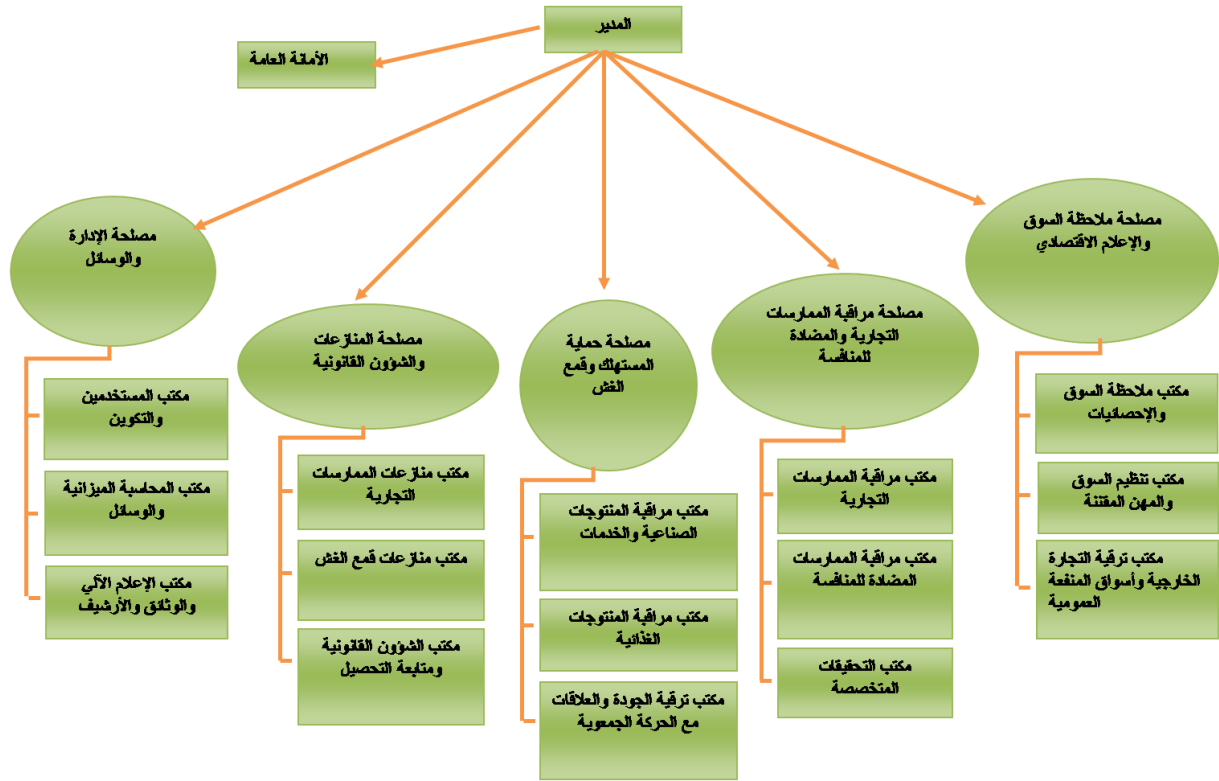 المدير
الأمانة العامة
مصلحة ملاحظة السوق
والإعلام الاقتصادي
مكتب ملاحظة السوق
والإحصائيات
مكتب تنظيم السوق
والمهن المقننة
مكتب ترقية التجارة
الخارجية وأسواق المنفعة
العمومية
مصلحة مراقبة الممارسات
التجارية والمضادة
للمنافسة
مكتب مراقبة الممارسات
التجارية
مكتب مراقبة الممارسات
المضادة للمنافسة
مكتب التحقيقات
المتخصصة
مصلحة حماية
المستهلك وقمع
الغش
مكتب مراقبة المنتوجات
الصناعية والخدمات
مكتب مراقبة المنتوجات
الغذائية
مكتب ترقية الجودة والعلاقات
مع الحركة الجمعوية
مصلحة المنازعات
والشؤون القانونية
مكتب منازعات الممارسات
التجارية
مكتب منازعات قمع الغش
مكتب الشؤون القانونية
ومتابعة التحصيل
مصلحة الإدارة
والوسائل
مكتب المستخدمين
والتكوين
مكتب المحاسبة الميزانية
والوسائل
مكتب الإعلام الآلي
والوثائق والأرشيف